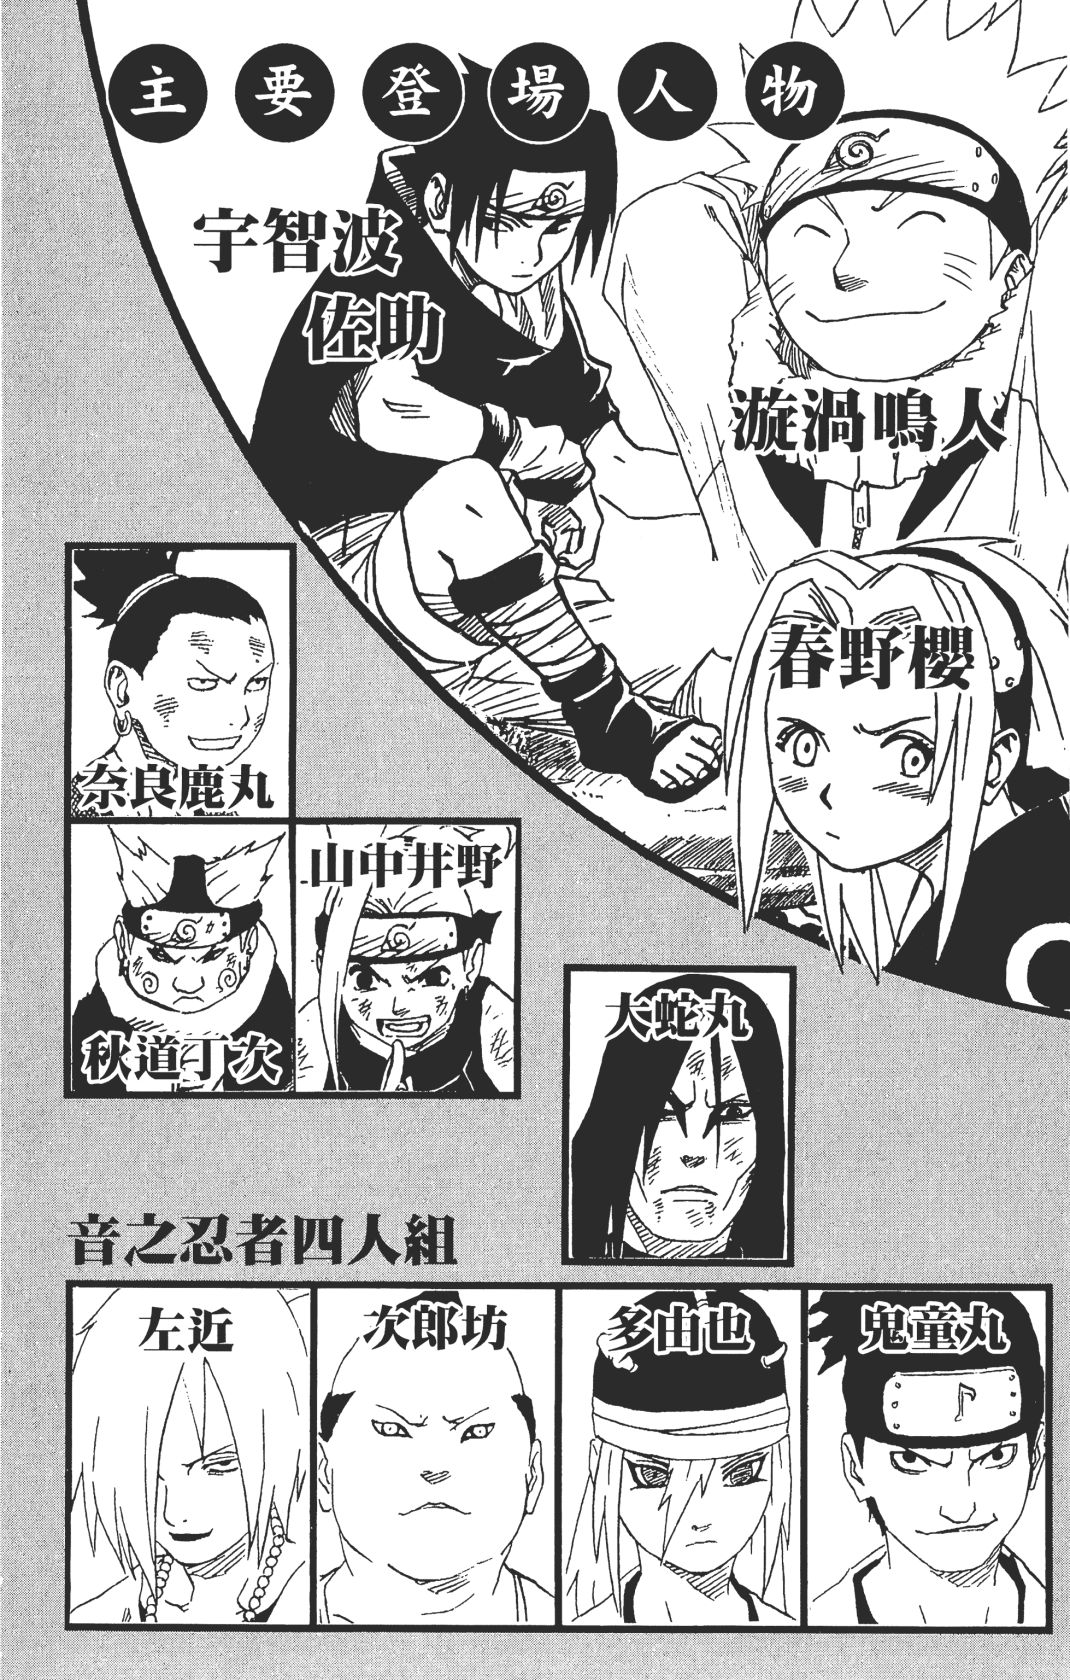 主要登場人物
宇智波
佐助
漩渦鳴人
春野櫻
奈良鹿丸
山中井野
秋道丁次
大蛇丸
音之忍者四人組
左近
次郎坊
多由也
鬼童丸